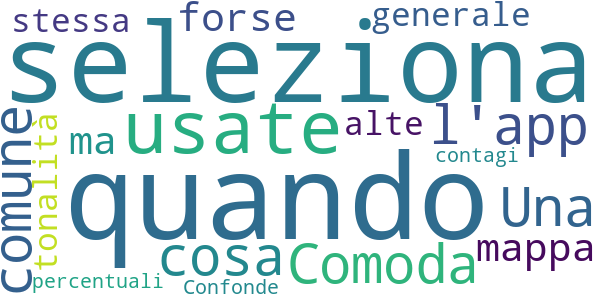 stessa forse generale
seleziona
comune
tonalità
ma usate alte l'app
contagi
quando Una
cosa Comoda mappa
percentuali Confonde